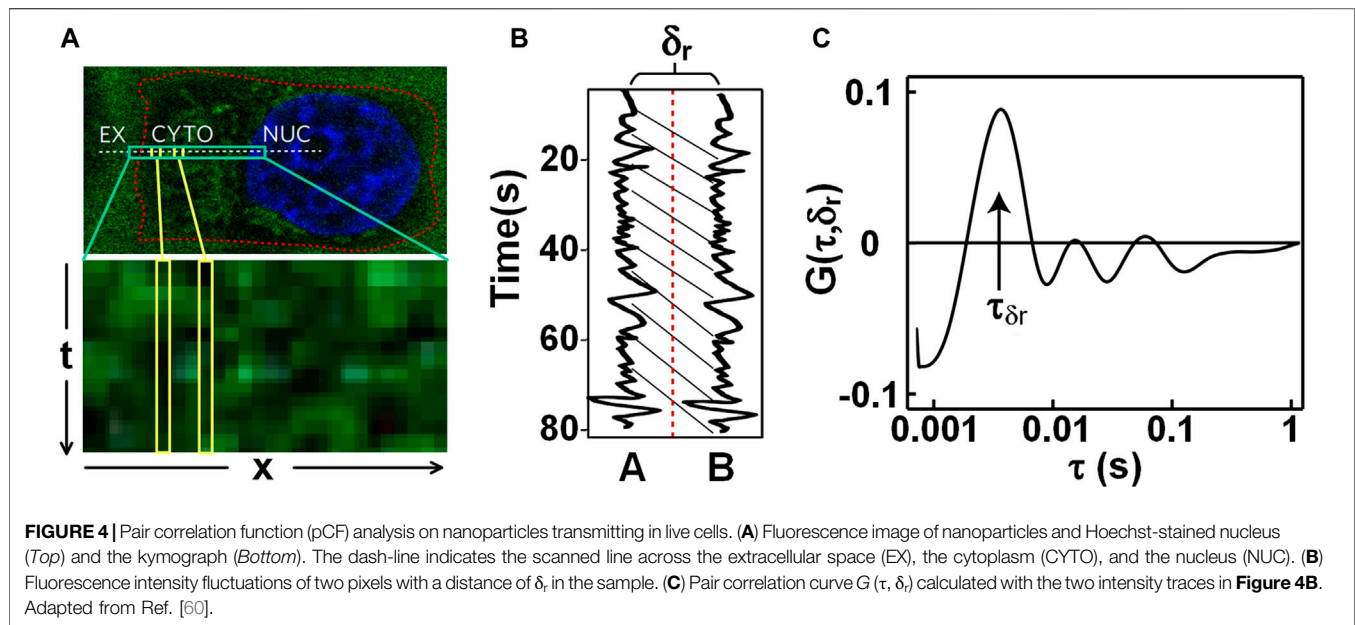 A
EX CYTO NUC
t
x
B
δr
Time(s)
20
40
60
80
A B
C
G(τ,δr)
0.1
0
-0.1
τδr
0.001 0.01 0.1 1
τ (s)
FIGURE 4 | Pair correlation function (pCF) analysis on nanoparticles transmitting in live cells. (A) Fluorescence image of nanoparticles and Hoechst-stained nucleus
(Top) and the kymograph (Bottom). The dash-line indicates the scanned line across the extracellular space (EX), the cytoplasm (CYTO), and the nucleus (NUC). (B)
Fluorescence intensity fluctuations of two pixels with a distance of δr in the sample. (C) Pair correlation curve G (τ, δr) calculated with the two intensity traces in Figure 4B.
Adapted from Ref. [60].